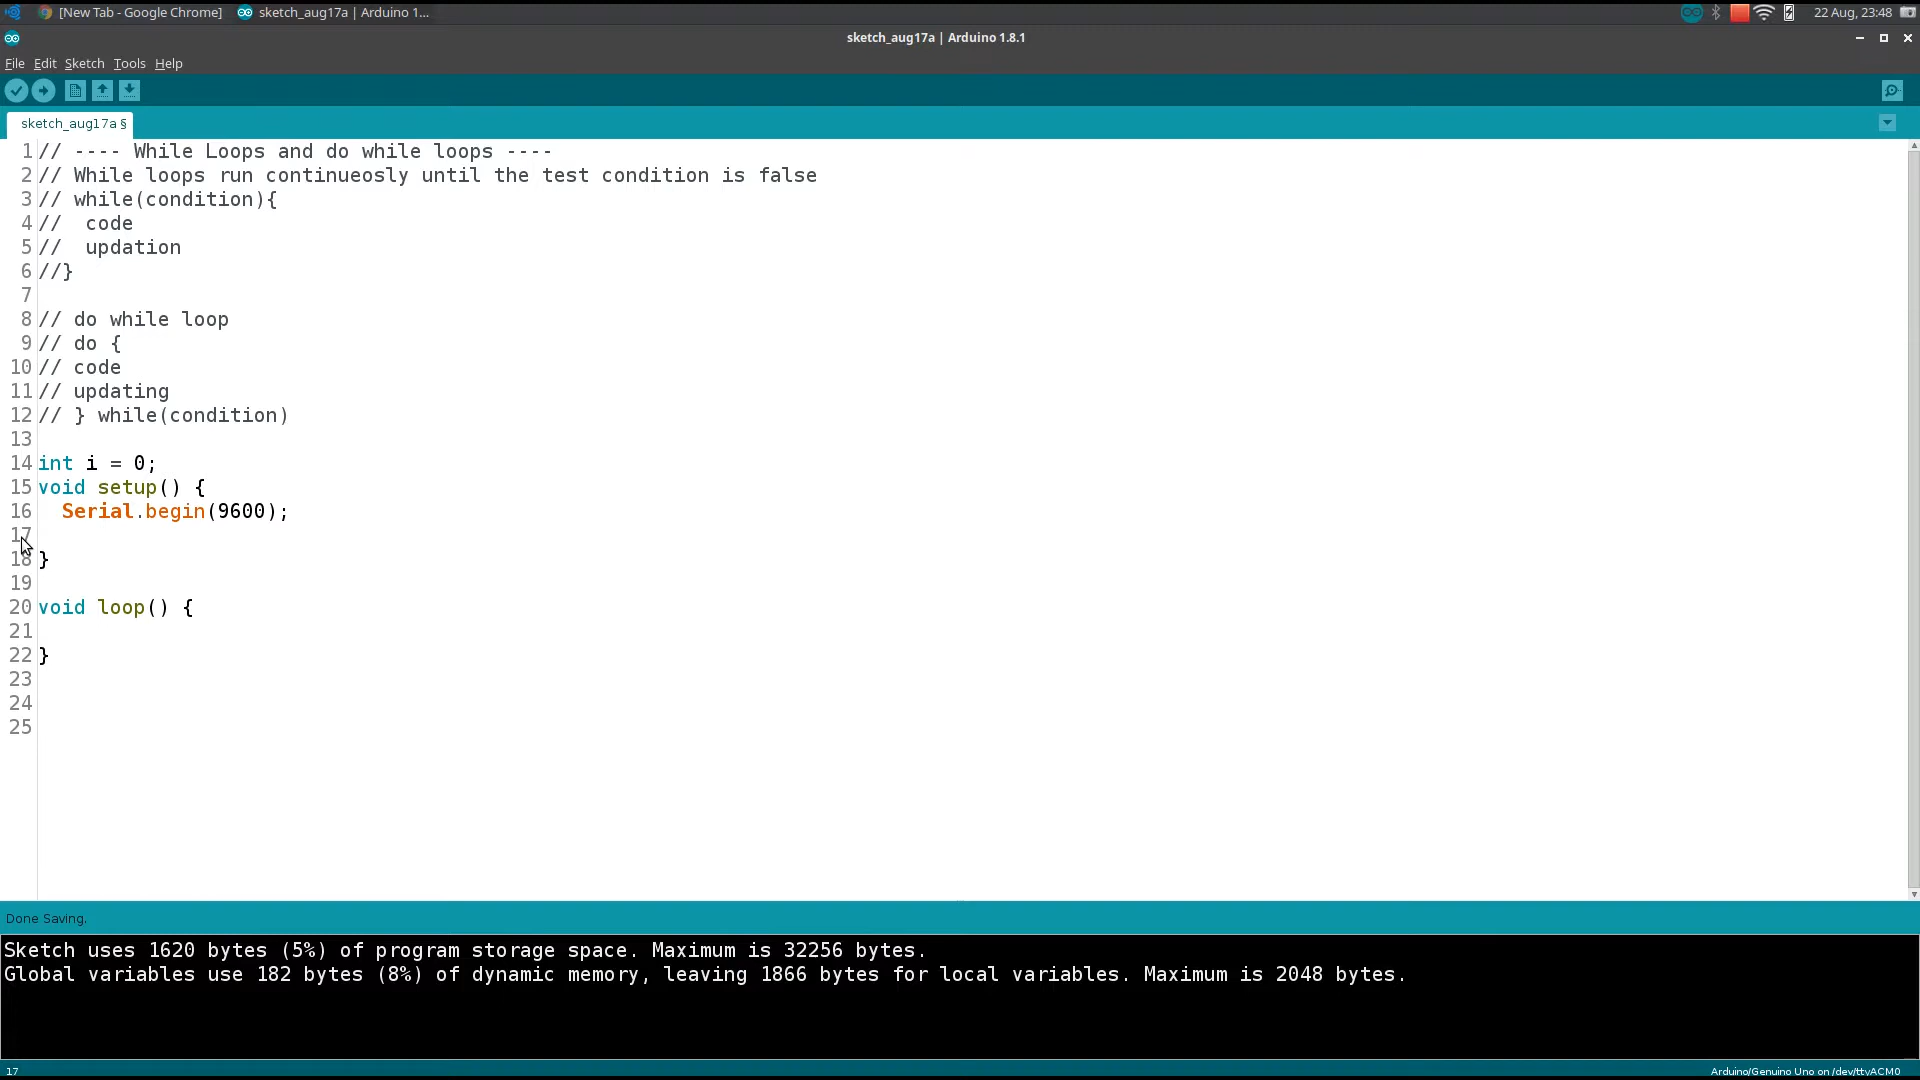 [New Tab - Google Chrome] sketch_aug17a | Arduino 1... 22 Aug, 23:48
sketch_aug17a | Arduino 1.8.1
File Edit Sketch Tools Help
sketch_aug17a §
1 // ---- While Loops and do while loops ----
2 // While loops run continueosly until the test condition is false
3 // while(condition){
4 //  code
5 //  updation
6 //}
7
8 // do while loop
9 // do {
10 // code
11 // updating
12 // } while(condition)
13
14 int i = 0;
15 void setup() {
16   Serial.begin(9600);
17
18 }
19
20 void loop() {
21
22 }
23
24
25
Done Saving.
Sketch uses 1620 bytes (5%) of program storage space. Maximum is 32256 bytes.
Global variables use 182 bytes (8%) of dynamic memory, leaving 1866 bytes for local variables. Maximum is 2048 bytes.
17 Arduino/Genuino Uno on /dev/ttyACM0